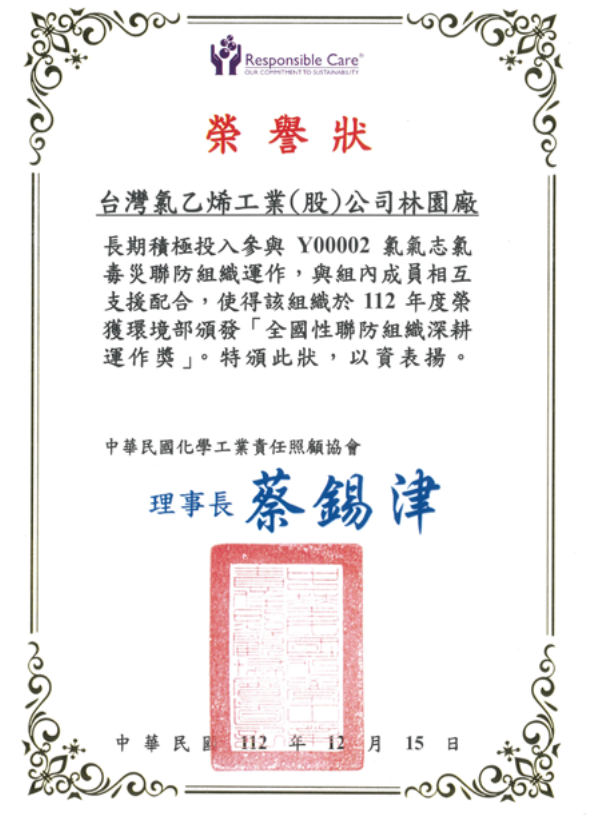 Responsible Care®
OUR COMMITMENT TO SUSTAINABILITY
榮譽狀
台灣氯乙烯工業(股)公司林園廠
長期積極投入參與 Y00002 氯氣志氯
毒災聯防組織運作，與組內成員相互
支援配合，使得該組織於 112 年度榮
獲環境部頒發「全國性聯防組織深耕
運作獎」。特頒此狀，以資表揚。
中華民國化學工業責任照顧協會
理事長 蔡錫津
中華民國 112 年 12 月 15 日